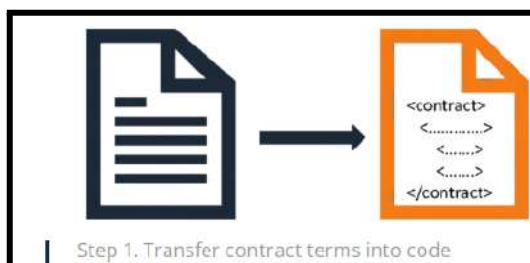 <contract>
<............>
<.......>
<.......>
</contract>
Step 1. Transfer contract terms into code